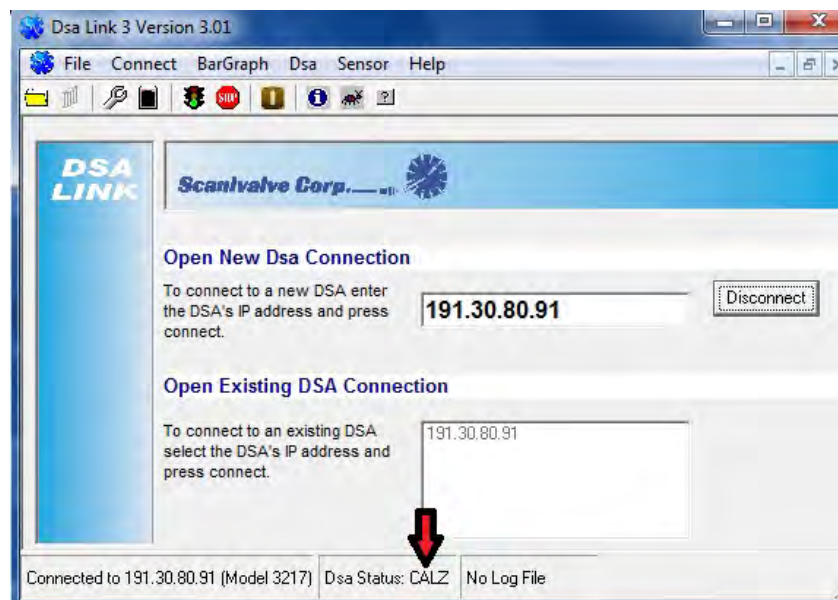 Dsa Link 3 Version 3.01
File Connect BarGraph Dsa Sensor Help
STOP
DSA
LINK
Scanivalve Corp.
Open New Dsa Connection
To connect to a new DSA enter
the DSA's IP address and press
connect.
191.30.80.91
Disconnect
Open Existing DSA Connection
To connect to an existing DSA
select the DSA's IP address and
press connect.
191.30.80.91
Connected to 191.30.80.91 (Model 3217) Dsa Status: CALZ No Log File